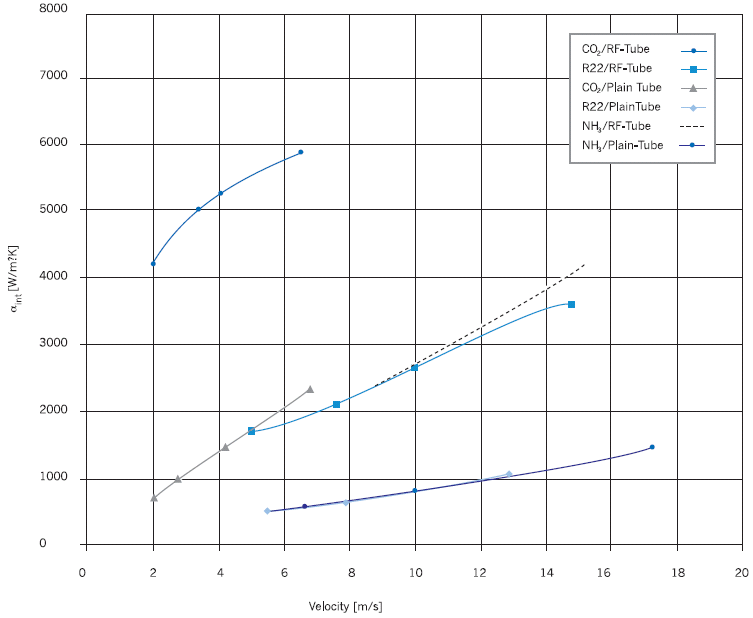 8000
7000
6000
5000
4000
3000
2000
1000
0
α_int [W/m?K]
CO₂/RF-Tube
R22/RF-Tube
CO₂/Plain Tube
R22/PlainTube
NH₃/RF-Tube
NH₃/Plain-Tube
0 2 4 6 8 10 12 14 16 18 20
Velocity [m/s]